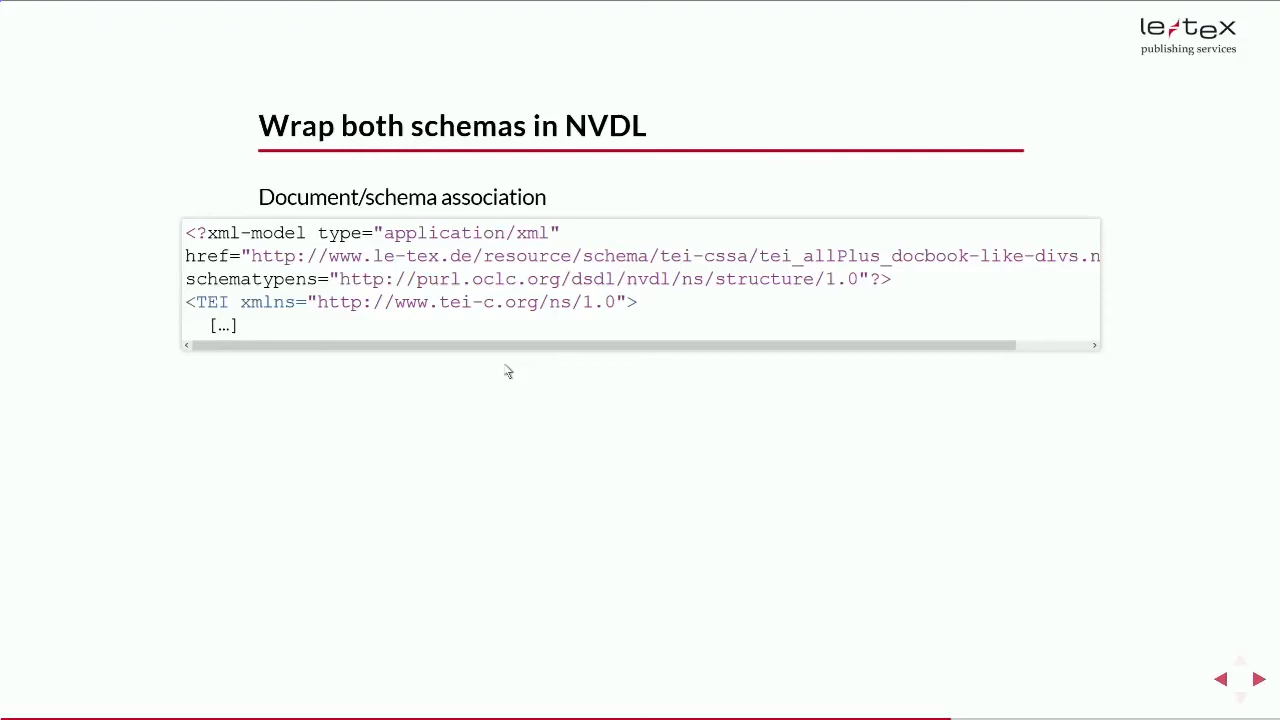 le-tex
publishing services
Wrap both schemas in NVDL
Document/schema association
<?xml-model type="application/xml"
href="http://www.le-tex.de/resource/schema/tei-cssa/tei_allPlus_docbook-like-divs.n
schematypens="http://purl.oclc.org/dsdl/nvdl/ns/structure/1.0"?>
<TEI xmlns="http://www.tei-c.org/ns/1.0">
[…]